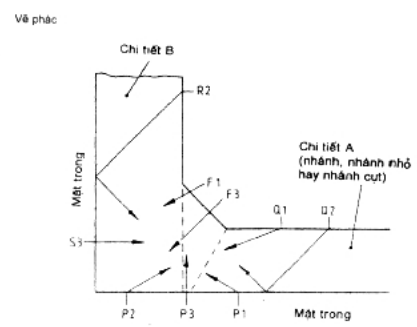 Vẽ phác
Chi tiết B
R2
Chi tiết A
(nhánh, nhánh nhỏ
hay nhánh cụt)
Mặt trong
F1
F3
Q1
Q2
S3
P2
P3
P1
Mặt trong